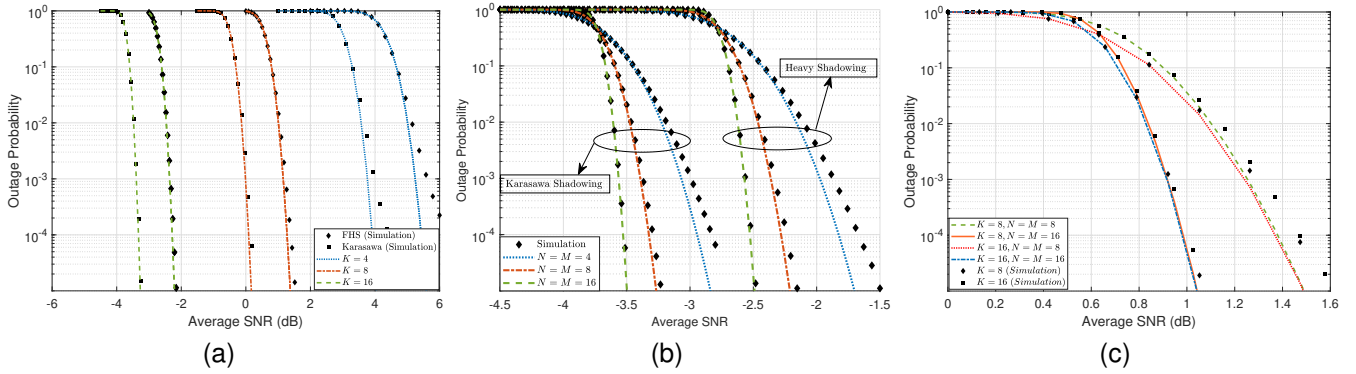 10^0
10^-1
10^-2
10^-3
10^-4
Outage Probability
-6 -4 -2 0 2 4 6
Average SNR (dB)
FHS (Simulation)
Karasawa (Simulation)
K = 4
K = 8
K = 16
(a)
10^0
10^-1
10^-2
10^-3
10^-4
Outage Probability
-4.5 -4 -3.5 -3 -2.5 -2 -1.5
Average SNR
Heavy Shadowing
Karasawa Shadowing
Simulation
N = M = 4
N = M = 8
N = M = 16
(b)
10^0
10^-1
10^-2
10^-3
10^-4
Outage Probability
0 0.2 0.4 0.6 0.8 1 1.2 1.4 1.6
Average SNR (dB)
K = 8, N = M = 8
K = 8, N = M = 16
K = 16, N = M = 8
K = 16, N = M = 16
K = 8 (Simulation)
K = 16 (Simulation)
(c)